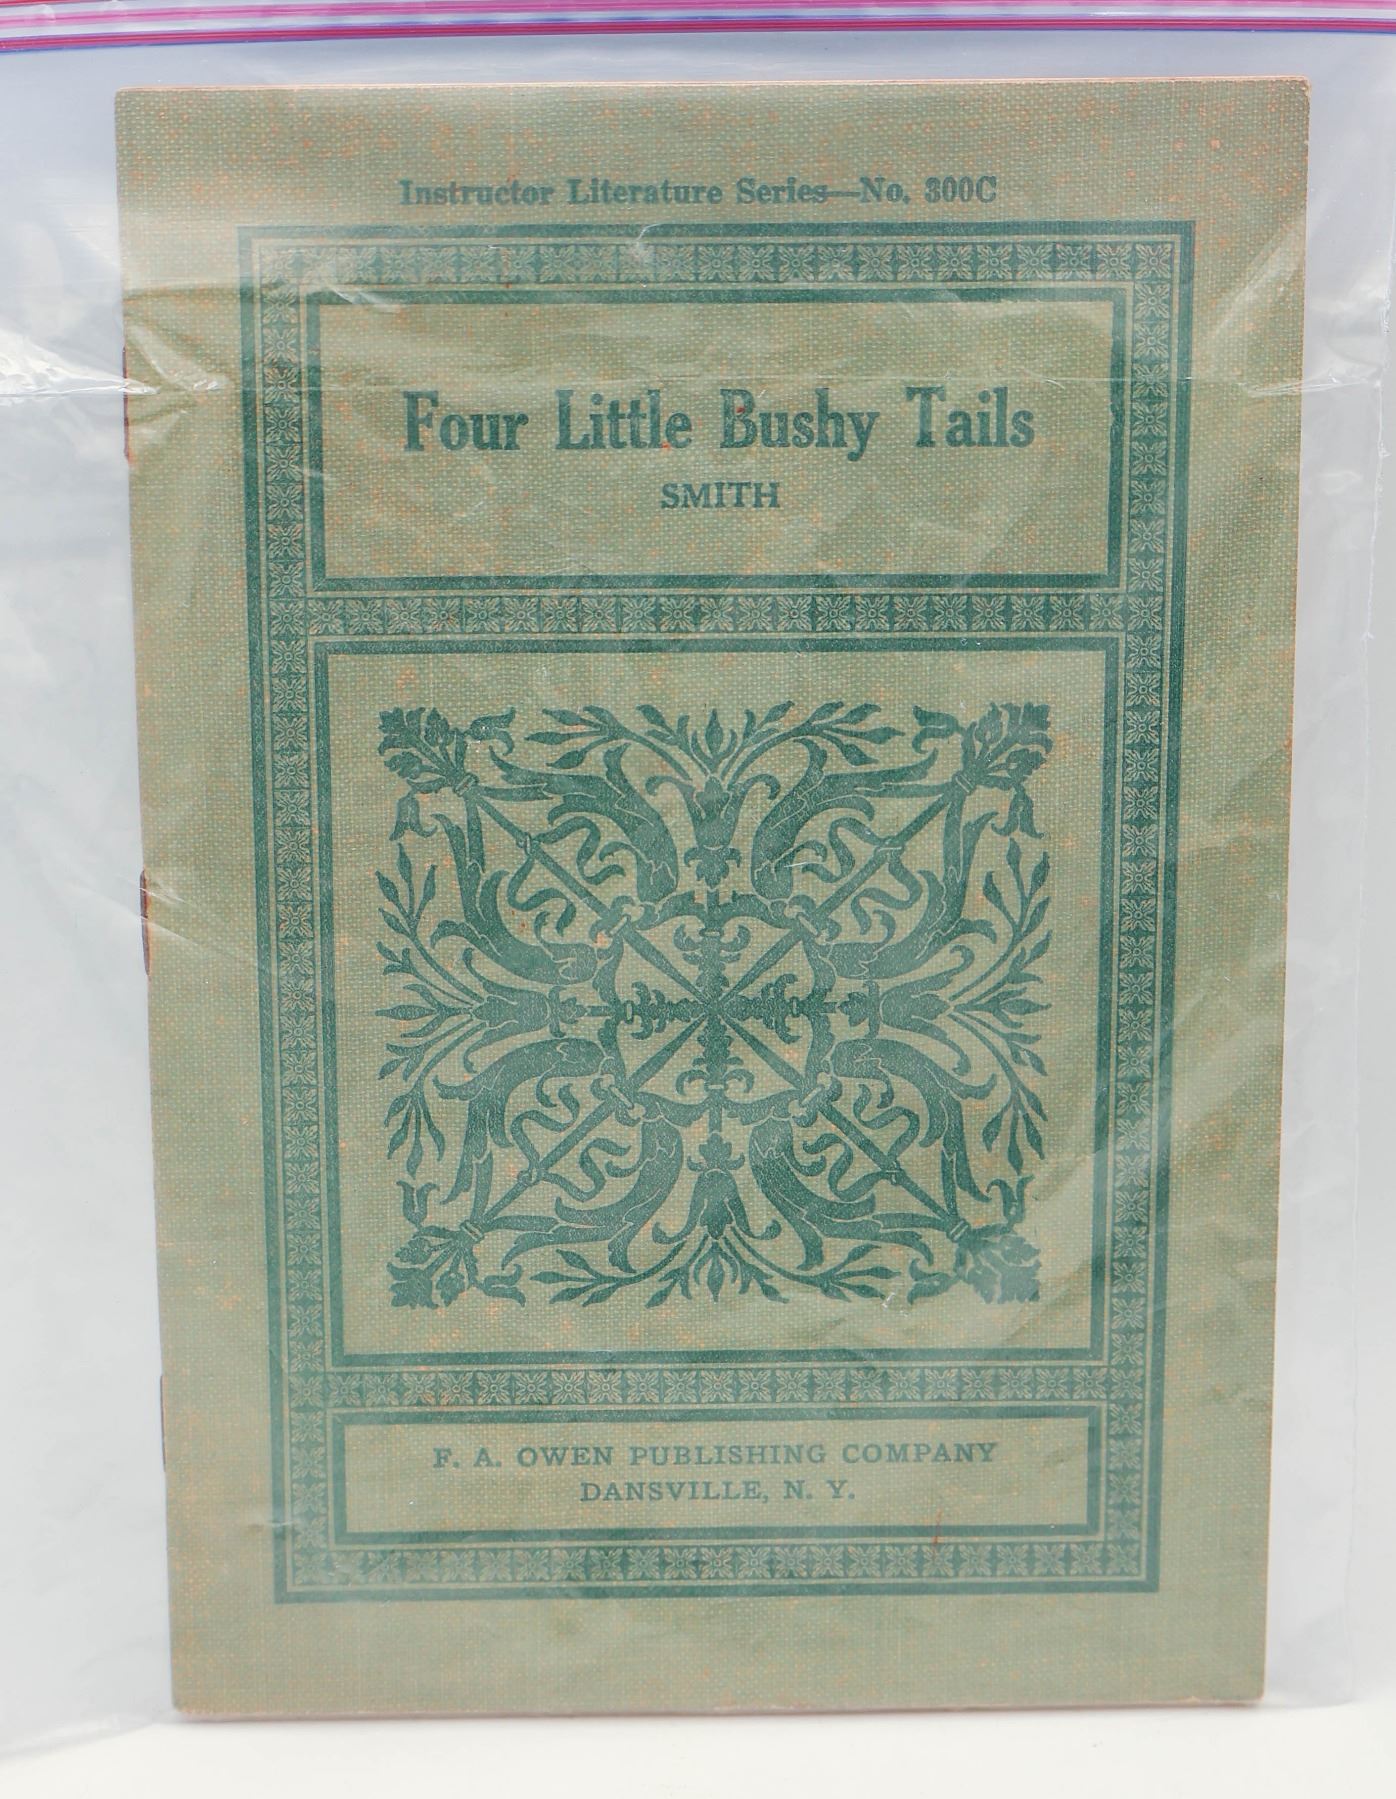 Instructor Literature Series—No. 300C
Four Little Bushy Tails
SMITH
F. A. OWEN PUBLISHING COMPANY
DANSVILLE, N. Y.